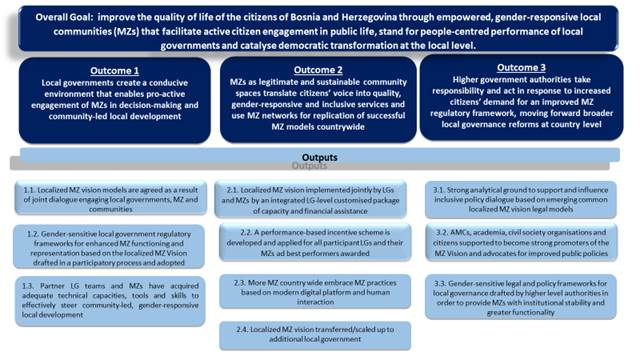 Overall Goal: improve the quality of life of the citizens of Bosnia and Herzegovina through empowered, gender-responsive local
communities (MZs) that facilitate active citizen engagement in public life, stand for people-centred performance of local
governments and catalyse democratic transformation at the local level.
Outcome 1
Local governments create a conducive
environment that enables pro-active
engagement of MZs in decision-making and
community-led local development
Outcome 2
MZs as legitimate and sustainable community
spaces translate citizens' voice into quality,
gender-responsive and inclusive services and
use MZ networks for replication of successful
MZ models countrywide
Outcome 3
Higher government authorities take
responsibility and act in response to increased
citizens' demand for an improved MZ
regulatory framework, moving forward broader
local governance reforms at country level
Outputs
Outputs
1.1. Localized MZ vision models are agreed as a result
of joint dialogue engaging local governments, MZ and
communities
1.2. Gender-sensitive local government regulatory
frameworks for enhanced MZ functioning and
representation based on the localized MZ Vision
drafted in a participatory process and adopted
1.3. Partner LG teams and MZs have acquired
adequate technical capacities, tools and skills to
effectively steer community-led, gender-responsive
local development
2.1. Localized MZ vision implemented jointly by LGs
and MZs by an integrated LG-level customised package
of capacity and financial assistance
2.2. A performance-based incentive scheme is
developed and applied for all participant LGs and their
MZs ad best performers awarded
2.3. More MZ country wide embrace MZ practices
based on modern digital platform and human
interaction
2.4. Localized MZ vision transferred/scaled up to
additional local government
3.1. Strong analytical ground to support and influence
inclusive policy dialogue based on emerging common
localized MZ vision legal models
3.2. AMCs, academia, civil society organisations and
citizens supported to become strong promoters of the
MZ Vision and advocates for improved public policies
3.3. Gender-sensitive legal and policy frameworks for
local governance drafted by higher level authorities in
order to provide MZs with institutional stability and
greater functionality